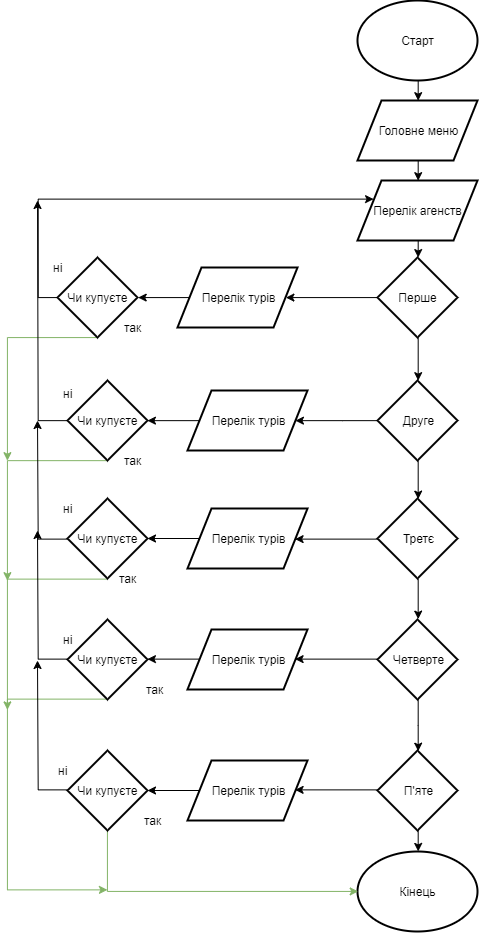 Старт
Головне меню
Перелік агенств
ні
Чи купуєте
Перелік турів
Перше
так
ні
Чи купуєте
Перелік турів
Друге
так
ні
Чи купуєте
Перелік турів
Третє
так
ні
Чи купуєте
Перелік турів
Четверте
так
ні
Чи купуєте
Перелік турів
П'яте
так
Кінець